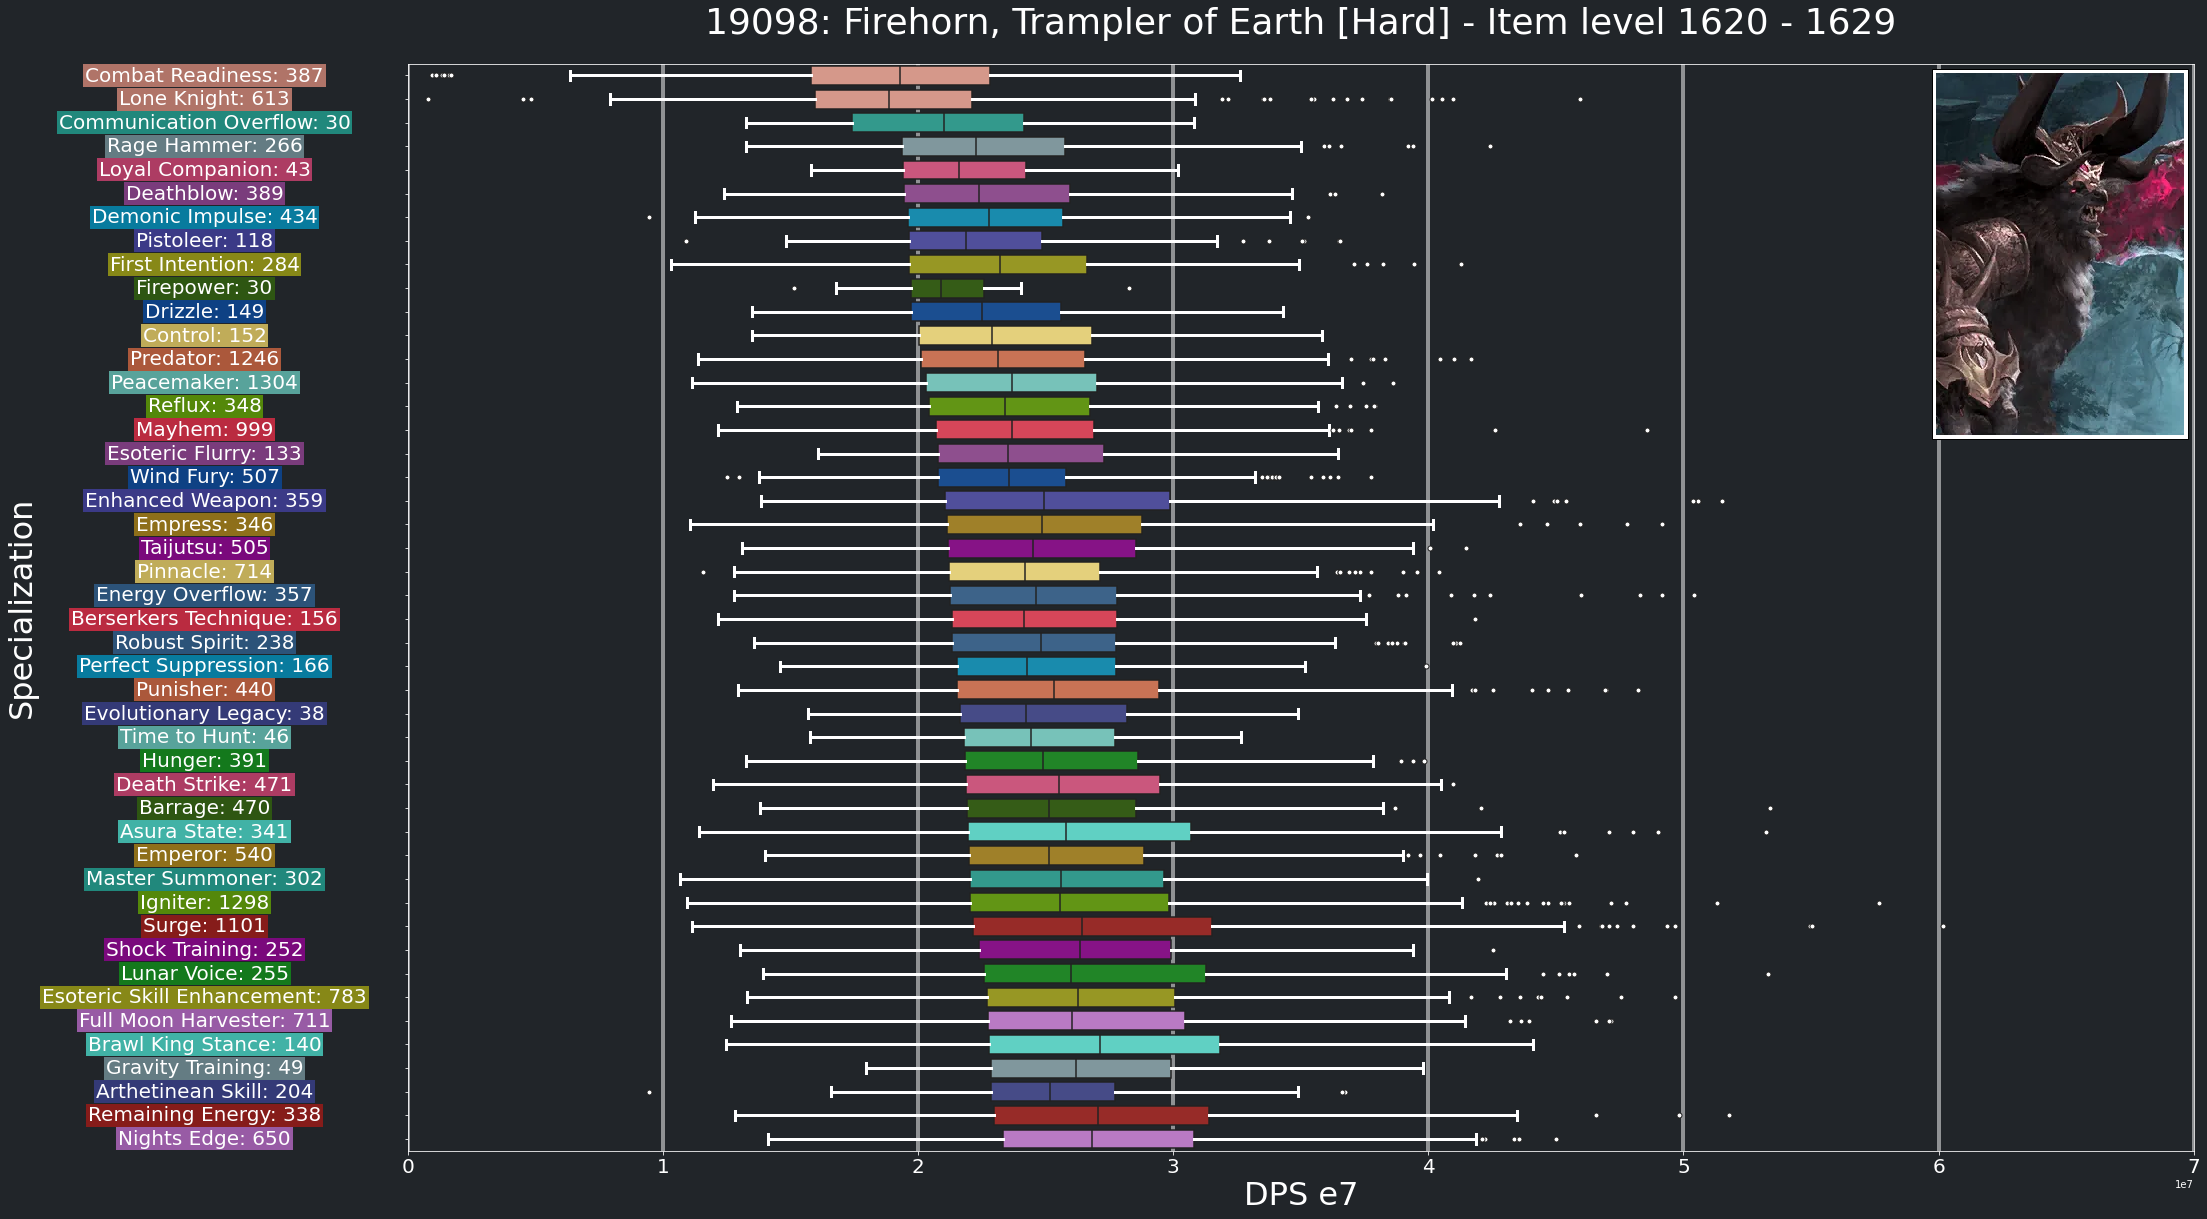 19098: Firehorn, Trampler of Earth [Hard] - Item level 1620 - 1629
Combat Readiness: 387
Lone Knight: 613
Communication Overflow: 30
Rage Hammer: 266
Loyal Companion: 43
Deathblow: 389
Demonic Impulse: 434
Pistoleer: 118
First Intention: 284
Firepower: 30
Drizzle: 149
Control: 152
Predator: 1246
Peacemaker: 1304
Reflux: 348
Mayhem: 999
Esoteric Flurry: 133
Wind Fury: 507
Enhanced Weapon: 359
Empress: 346
Taijutsu: 505
Pinnacle: 714
Energy Overflow: 357
Berserkers Technique: 156
Robust Spirit: 238
Perfect Suppression: 166
Punisher: 440
Evolutionary Legacy: 38
Time to Hunt: 46
Hunger: 391
Death Strike: 471
Barrage: 470
Asura State: 341
Emperor: 540
Master Summoner: 302
Igniter: 1298
Surge: 1101
Shock Training: 252
Lunar Voice: 255
Esoteric Skill Enhancement: 783
Full Moon Harvester: 711
Brawl King Stance: 140
Gravity Training: 49
Arthetinean Skill: 204
Remaining Energy: 338
Nights Edge: 650
Specialization
0 1 2 3 4 5 6 7
1e7
DPS e7